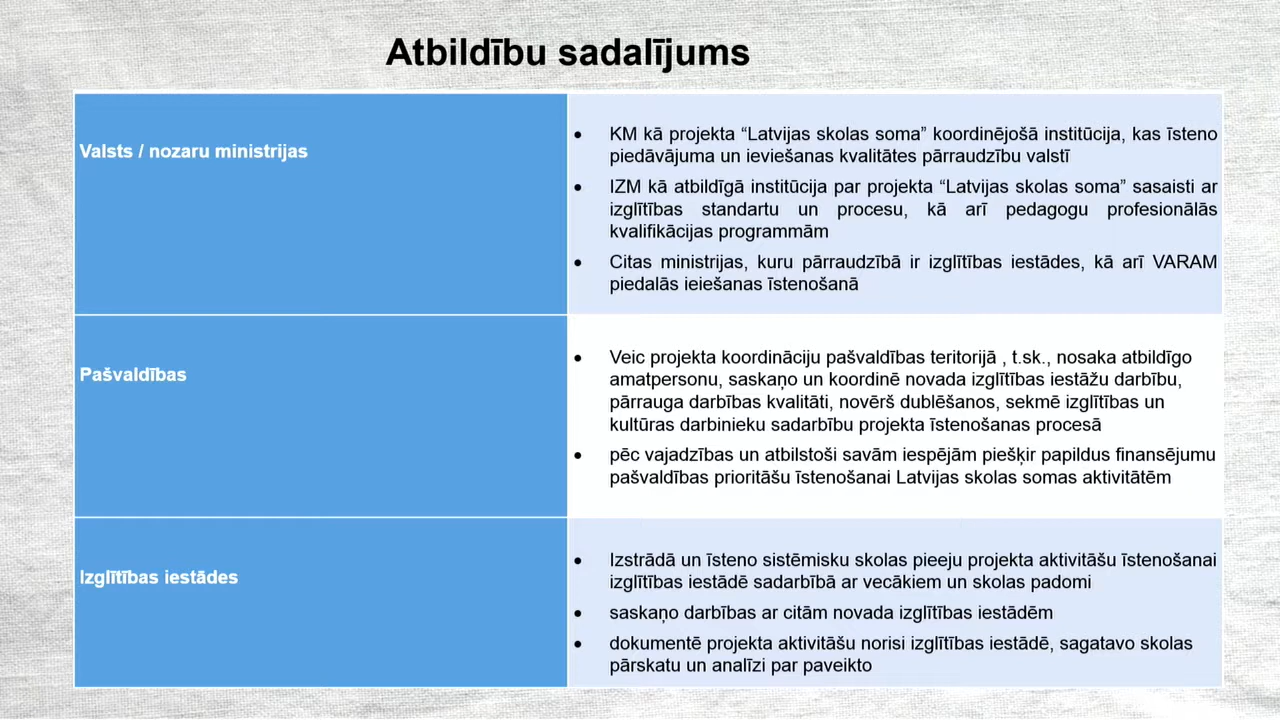 Atbildību sadalījums
Valsts / nozaru ministrijas
• KM kā projekta “Latvijas skolas soma” koordinējošā institūcija, kas īsteno
piedāvājuma un ieviešanas kvalitātes pārraudzību valstī
• IZM kā atbildīgā institūcija par projekta “Latvijas skolas soma” sasaisti ar
izglītības standartu un procesu, kā arī pedagogu profesionālās
kvalifikācijas programmām
• Citas ministrijas, kuru pārraudzībā ir izglītības iestādes, kā arī VARAM
piedalās ieiešanas īstenošanā
Pašvaldības
• Veic projekta koordināciju pašvaldības teritorijā , t.sk., nosaka atbildīgo
amatpersonu, saskaņo un koordinē novada izglītības iestāžu darbību,
pārrauga darbības kvalitāti, novērš dublēšanos, sekmē izglītības un
kultūras darbinieku sadarbību projekta īstenošanas procesā
• pēc vajadzības un atbilstoši savām iespējām piešķir papildus finansējumu
pašvaldības prioritāšu īstenošanai Latvijas skolas somas aktivitātēm
Izglītības iestādes
• Izstrādā un īsteno sistēmisku skolas pieeju projekta aktivitāšu īstenošanai
izglītības iestādē sadarbībā ar vecākiem un skolas padomi
• saskaņo darbības ar citām novada izglītības iestādēm
• dokumentē projekta aktivitāšu norisi izglītības iestādē, sagatavo skolas
pārskatu un analīzi par paveikto